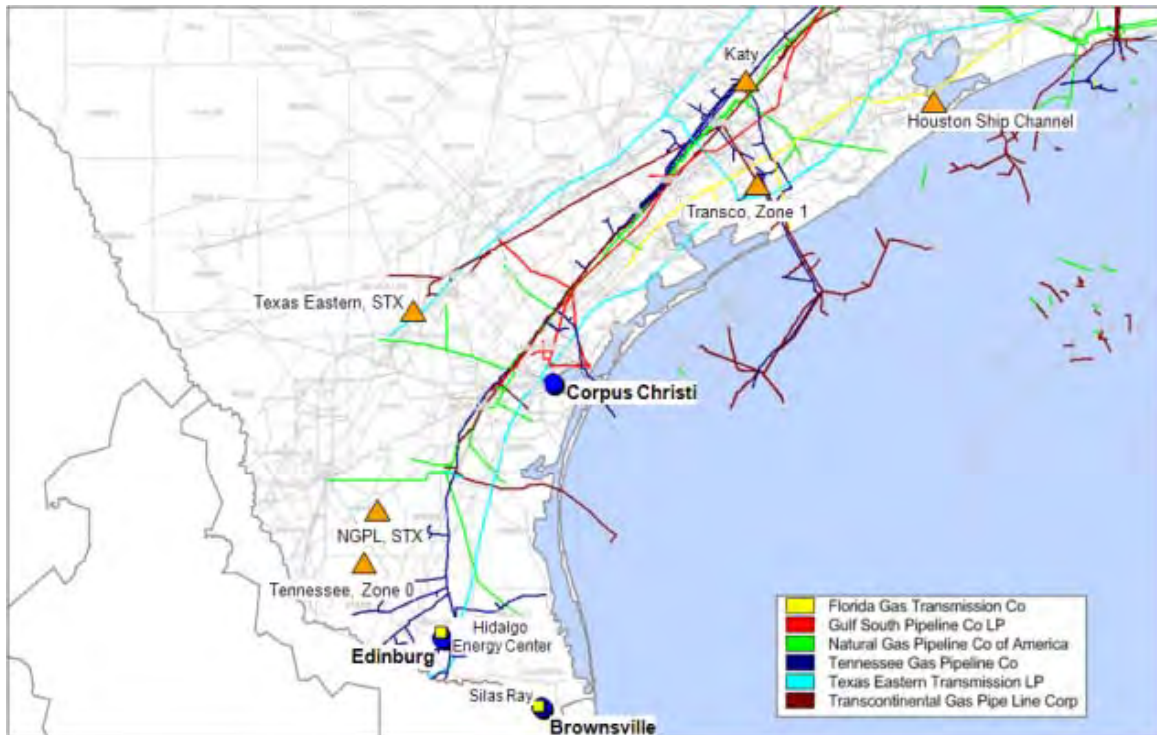 Katy
Houston Ship Channel
Transco, Zone 1
Texas Eastern, STX
Corpus Christi
NGPL, STX
Tennessee, Zone 0
Hidalgo
Energy Center
Edinburg
Silas Ray
Brownsville
Florida Gas Transmission Co
Gulf South Pipeline Co LP
Natural Gas Pipeline Co of America
Tennessee Gas Pipeline Co
Texas Eastern Transmission LP
Transcontinental Gas Pipe Line Corp